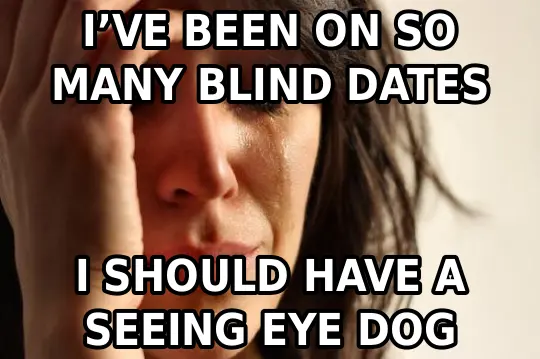 I'VE BEEN ON SO
MANY BLIND DATES
I SHOULD HAVE A
SEEING EYE DOG